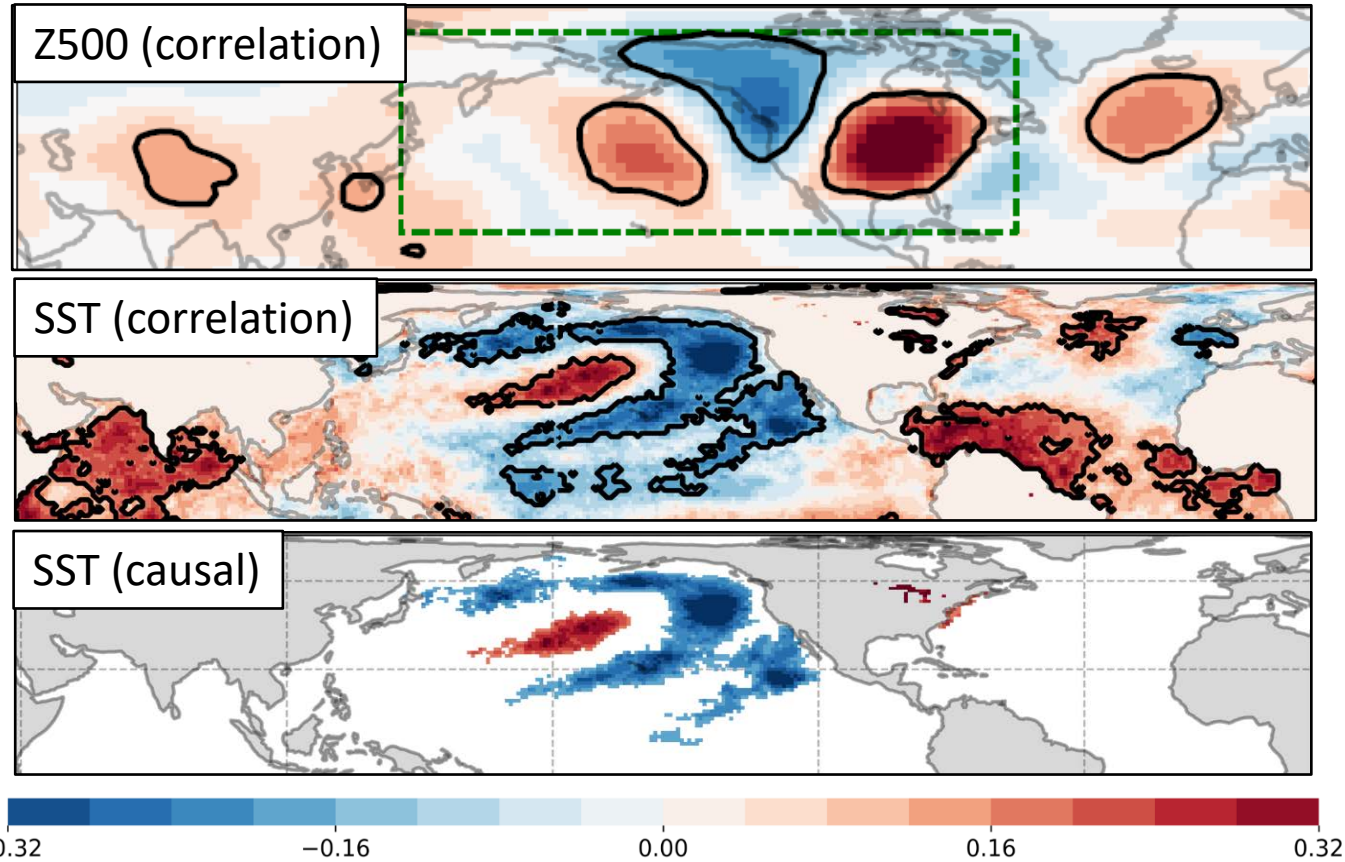 Z500 (correlation)
SST (correlation)
SST (causal)
0.32 −0.16 0.00 0.16 0.32